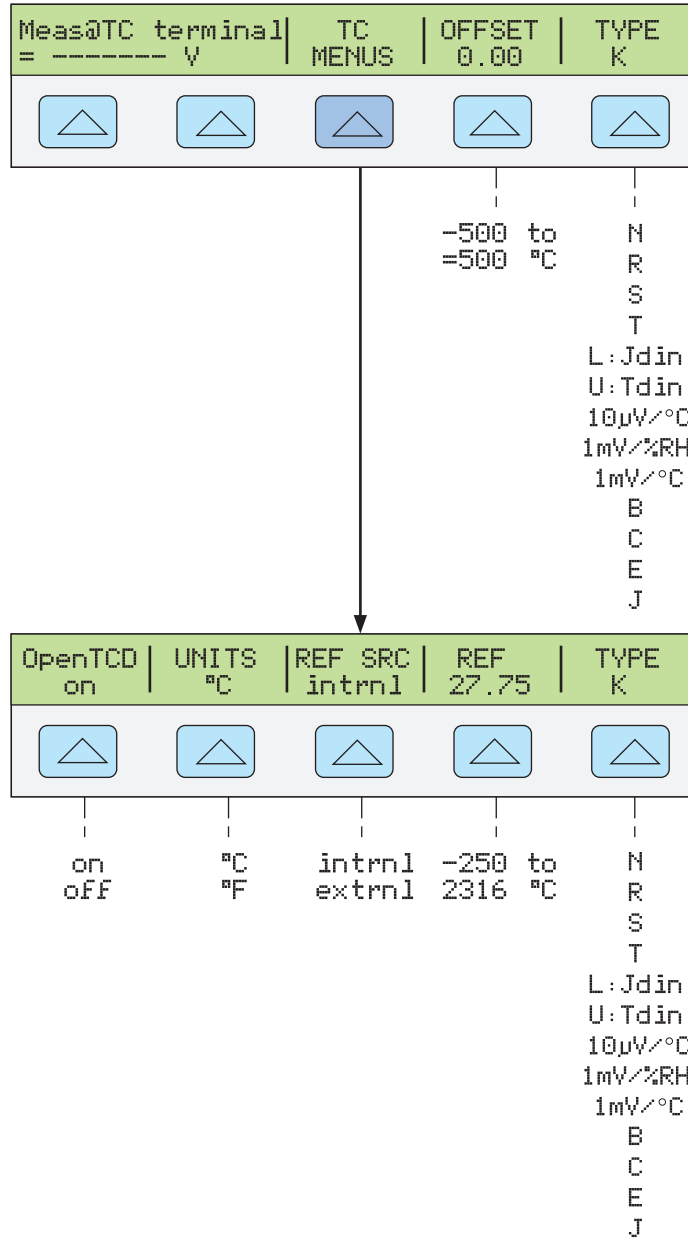 Meas@TC terminal TC OFFSET TYPE
= ------- V MENUS 0.00 K
-500 to
=500 °C
N
R
S
T
L:Jdin
U:Tdin
10µV/°C
1mV/%RH
1mV/°C
B
C
E
J
OpenTCD UNITS REF SRC REF TYPE
on °C intrnl 27.75 K
on °C intrnl -250 to
off °F extrnl 2316 °C
N
R
S
T
L:Jdin
U:Tdin
10µV/°C
1mV/%RH
1mV/°C
B
C
E
J